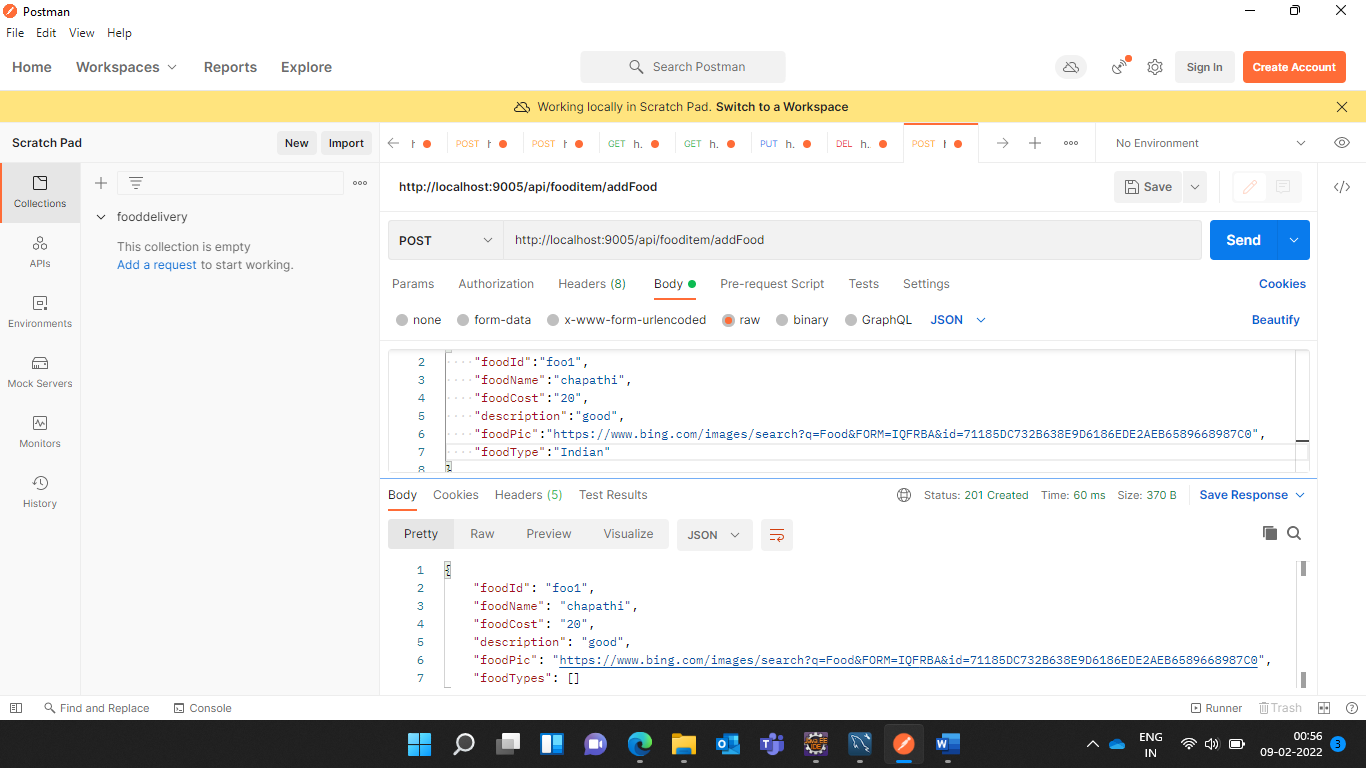 Postman
File Edit View Help
Home Workspaces Reports Explore Search Postman Sign In Create Account
Working locally in Scratch Pad. Switch to a Workspace
Scratch Pad New Import POST POST GET h. GET h. PUT h. DEL h. POST No Environment
Collections
APIs
Environments
Mock Servers
Monitors
History
fooddelivery
This collection is empty
Add a request to start working.
http://localhost:9005/api/fooditem/addFood Save
POST http://localhost:9005/api/fooditem/addFood Send
Params Authorization Headers (8) Body Pre-request Script Tests Settings Cookies
none form-data x-www-form-urlencoded raw binary GraphQL JSON Beautify
2 "foodId":"foo1",
3 "foodName":"chapathi",
4 "foodCost":"20",
5 "description":"good",
6 "foodPic":"https://www.bing.com/images/search?q=Food&FORM=IQFRBA&id=71185DC732B638E9D6186EDE2AEB6589668987C0",
7 "foodType":"Indian"
8 }
Body Cookies Headers (5) Test Results Status: 201 Created Time: 60 ms Size: 370 B Save Response
Pretty Raw Preview Visualize JSON
1 {
2 "foodId": "foo1",
3 "foodName": "chapathi",
4 "foodCost": "20",
5 "description": "good",
6 "foodPic": "https://www.bing.com/images/search?q=Food&FORM=IQFRBA&id=71185DC732B638E9D6186EDE2AEB6589668987C0",
7 "foodTypes": []
Find and Replace Console Runner Trash
ENG
IN
00:56
09-02-2022
3